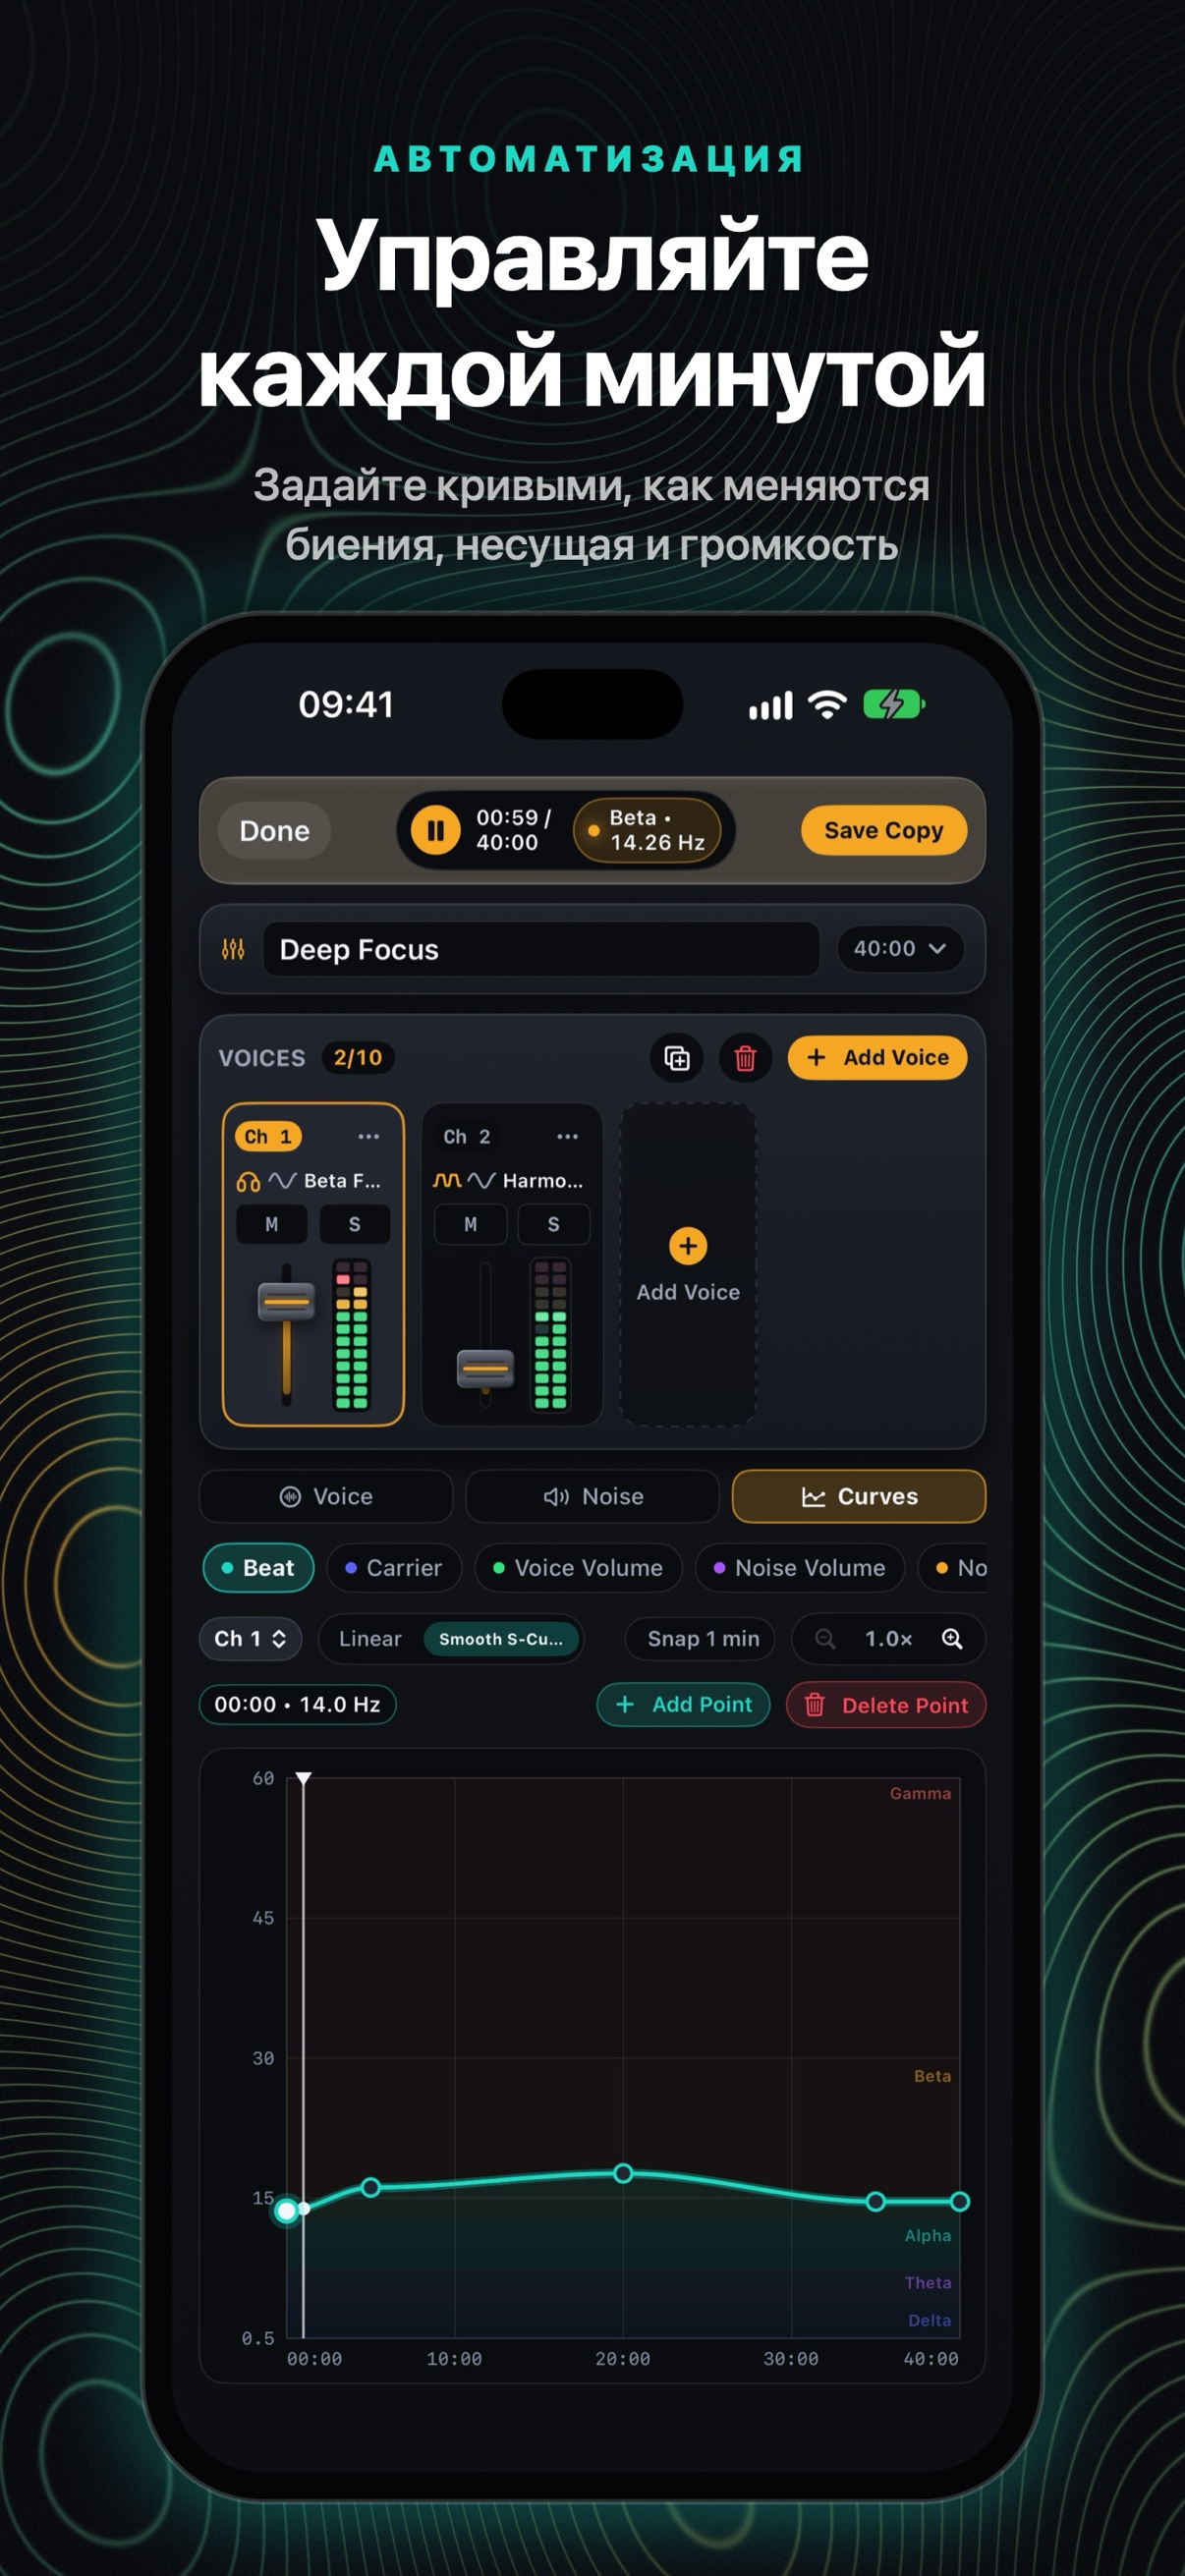 АВТОМАТИЗАЦИЯ
Управляйте
каждой минутой
Задайте кривыми, как меняются
биения, несущая и громкость
09:41
Done
00:59 /
40:00
Beta •
14.26 Hz
Save Copy
Deep Focus
40:00
VOICES 2/10
Add Voice
Ch 1
Ch 2
Beta F...
Harmo...
M S
M S
Add Voice
Voice
Noise
Curves
Beat
Carrier
Voice Volume
Noise Volume
No
Ch 1
Linear
Smooth S-Cu...
Snap 1 min
1.0×
00:00 • 14.0 Hz
Add Point
Delete Point
60
Gamma
45
30
Beta
15
Alpha
Theta
Delta
0.5
00:00 10:00 20:00 30:00 40:00